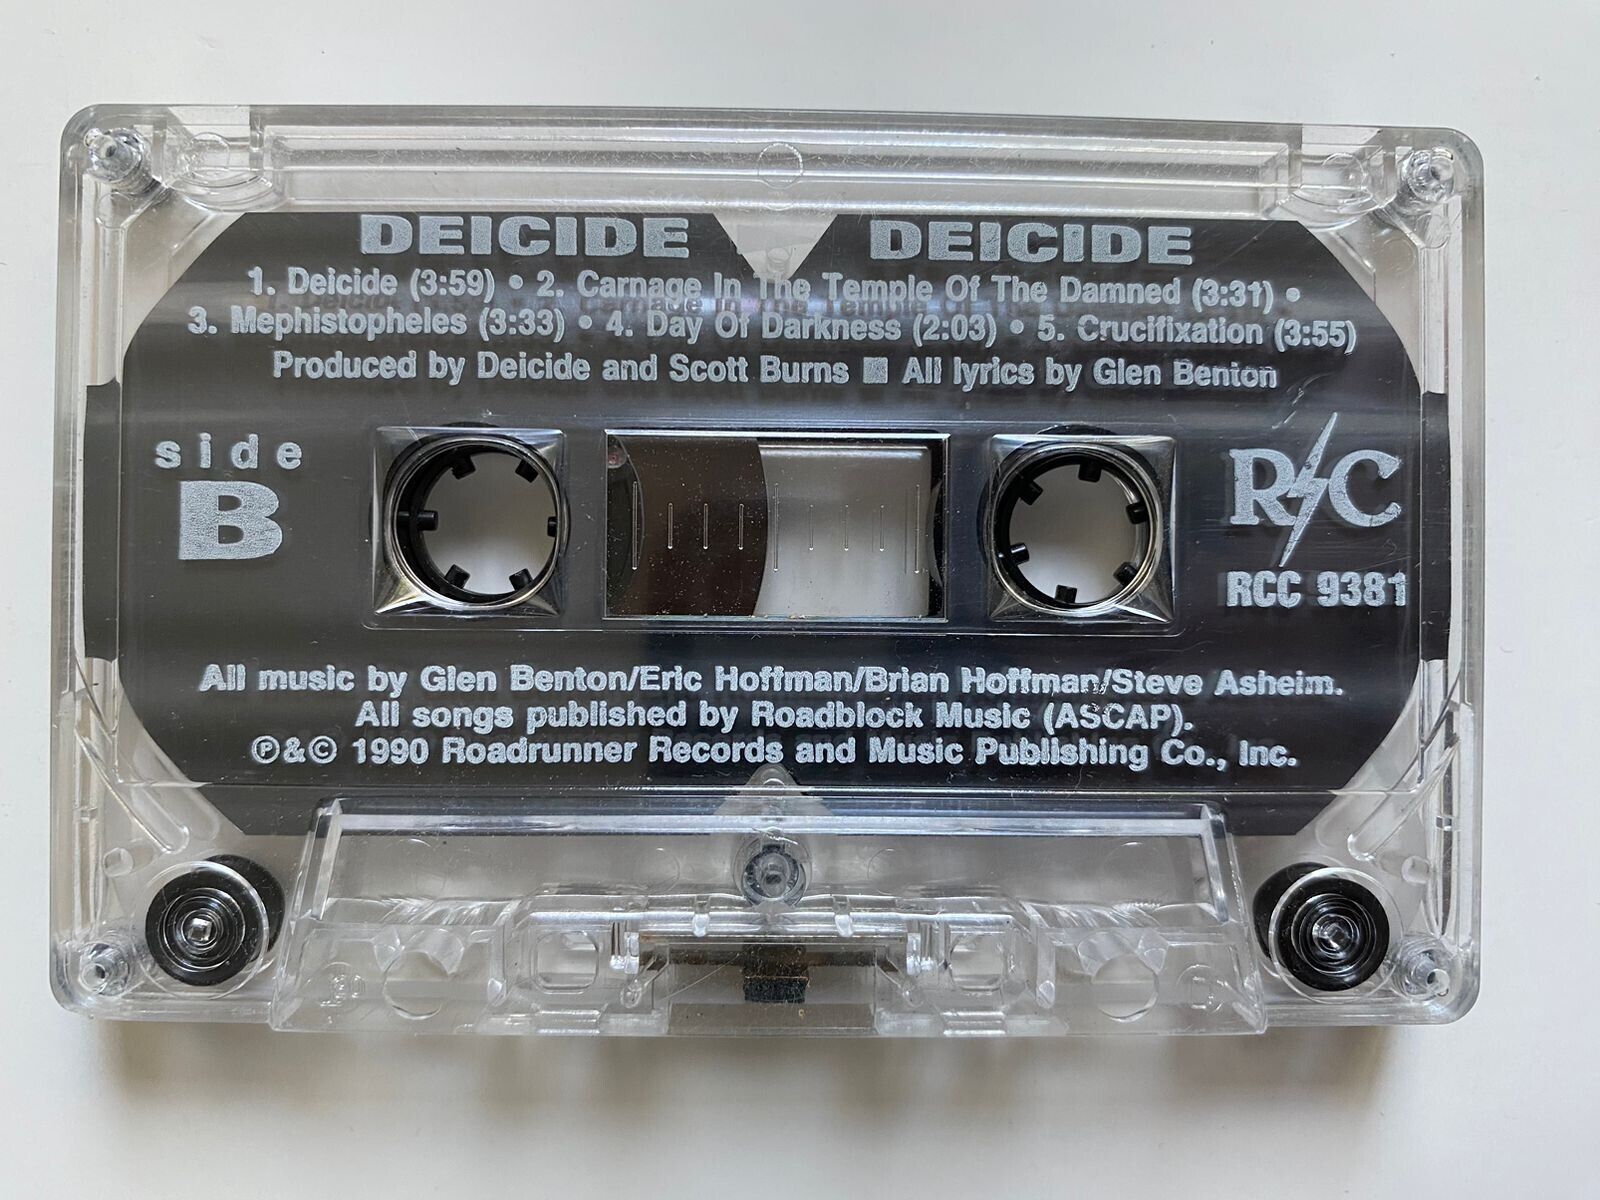 DEICIDE DEICIDE
1. Deicide (3:59) • 2. Carnage In The Temple Of The Damned (3:31) •
3. Mephistopheles (3:33) • 4. Day Of Darkness (2:03) • 5. Crucifixation (3:55)
Produced by Deicide and Scott Burns ■ All lyrics by Glen Benton
side
B
R/C
RCC 9381
All music by Glen Benton/Eric Hoffman/Brian Hoffman/Steve Asheim.
All songs published by Roadblock Music (ASCAP).
℗&© 1990 Roadrunner Records and Music Publishing Co., Inc.